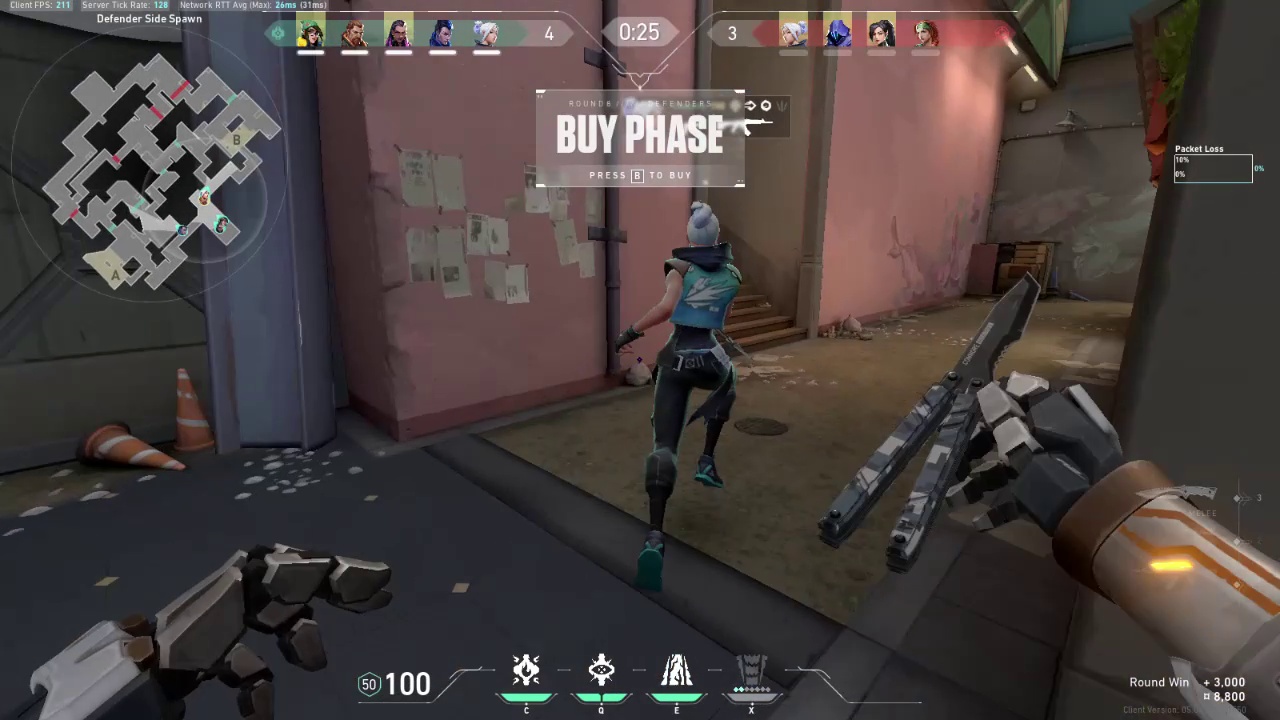 Client FPS: 211 Server Tick Rate: 128 Network RTT Avg (Max): 26ms (31ms)
Defender Side Spawn
4
0:25
3
B
A
BUY PHASE
PRESS B TO BUY
Packet Loss
10%
0%
0%
3
50 100
C
Q
E
X
Round Win + 3,000
¤ 8,800